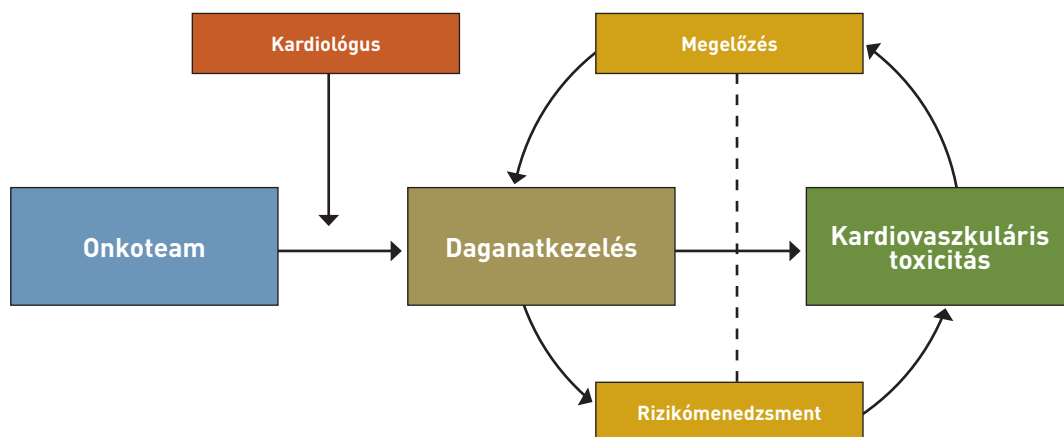 Kardiológus
Megelőzés
Onkoteam
Daganatkezelés
Kardiovaszkuláris
toxicitás
Rizikómenedzsment